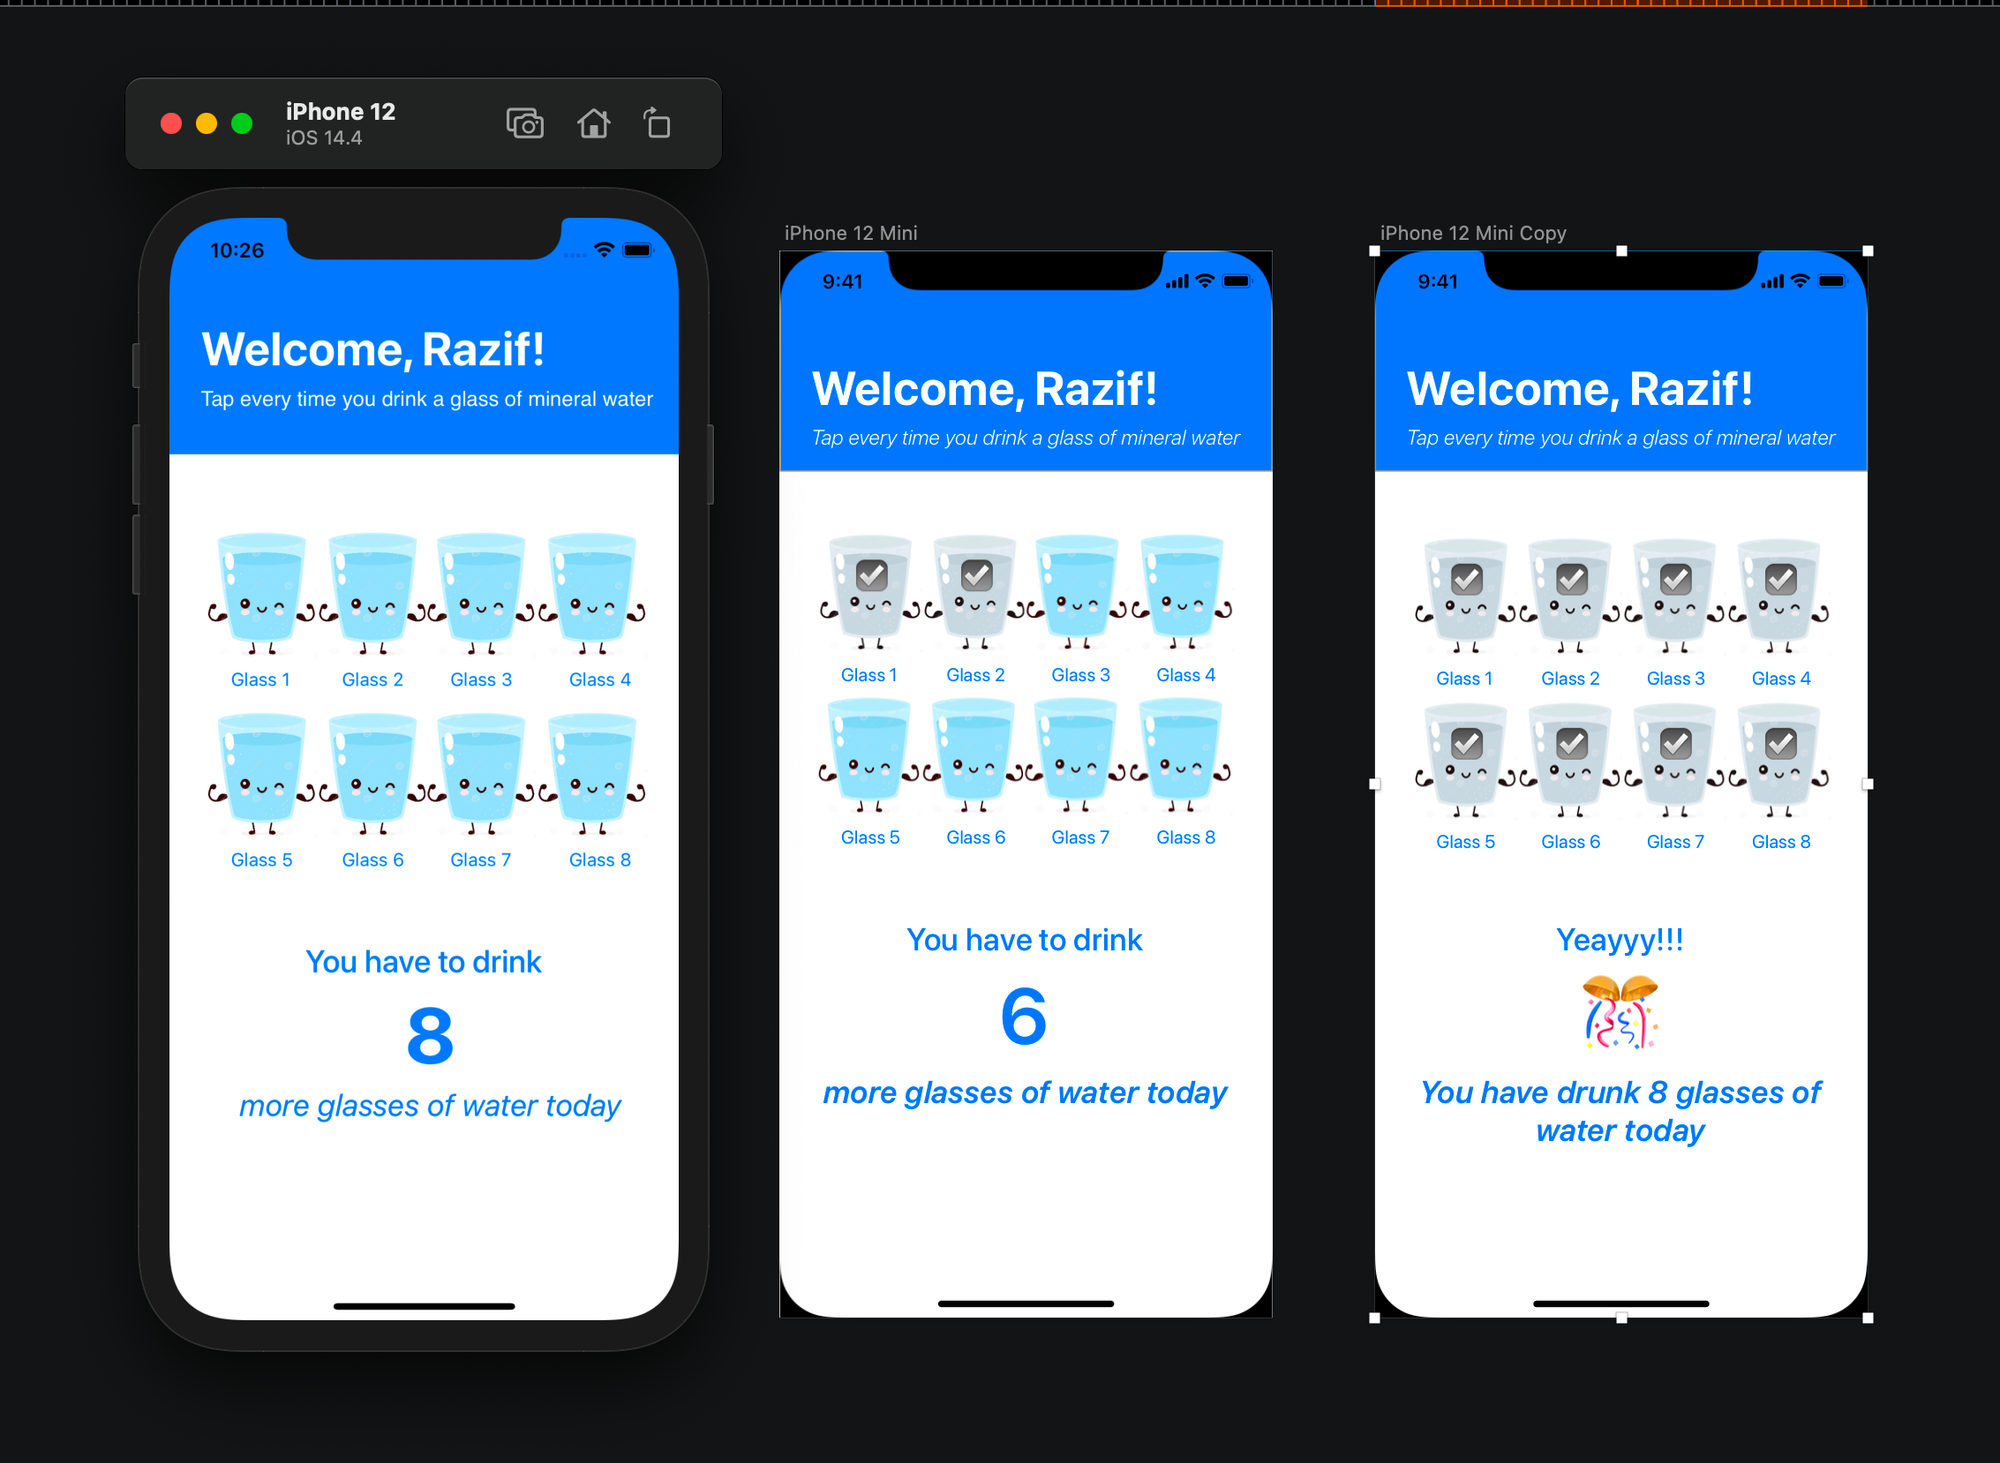 iPhone 12
iOS 14.4
10:26
Welcome, Razif!
Tap every time you drink a glass of mineral water
Glass 1
Glass 2
Glass 3
Glass 4
Glass 5
Glass 6
Glass 7
Glass 8
You have to drink
8
more glasses of water today
iPhone 12 Mini
9:41
Welcome, Razif!
Tap every time you drink a glass of mineral water
Glass 1
Glass 2
Glass 3
Glass 4
Glass 5
Glass 6
Glass 7
Glass 8
You have to drink
6
more glasses of water today
iPhone 12 Mini Copy
9:41
Welcome, Razif!
Tap every time you drink a glass of mineral water
Glass 1
Glass 2
Glass 3
Glass 4
Glass 5
Glass 6
Glass 7
Glass 8
Yeayyy!!!
You have drunk 8 glasses of
water today